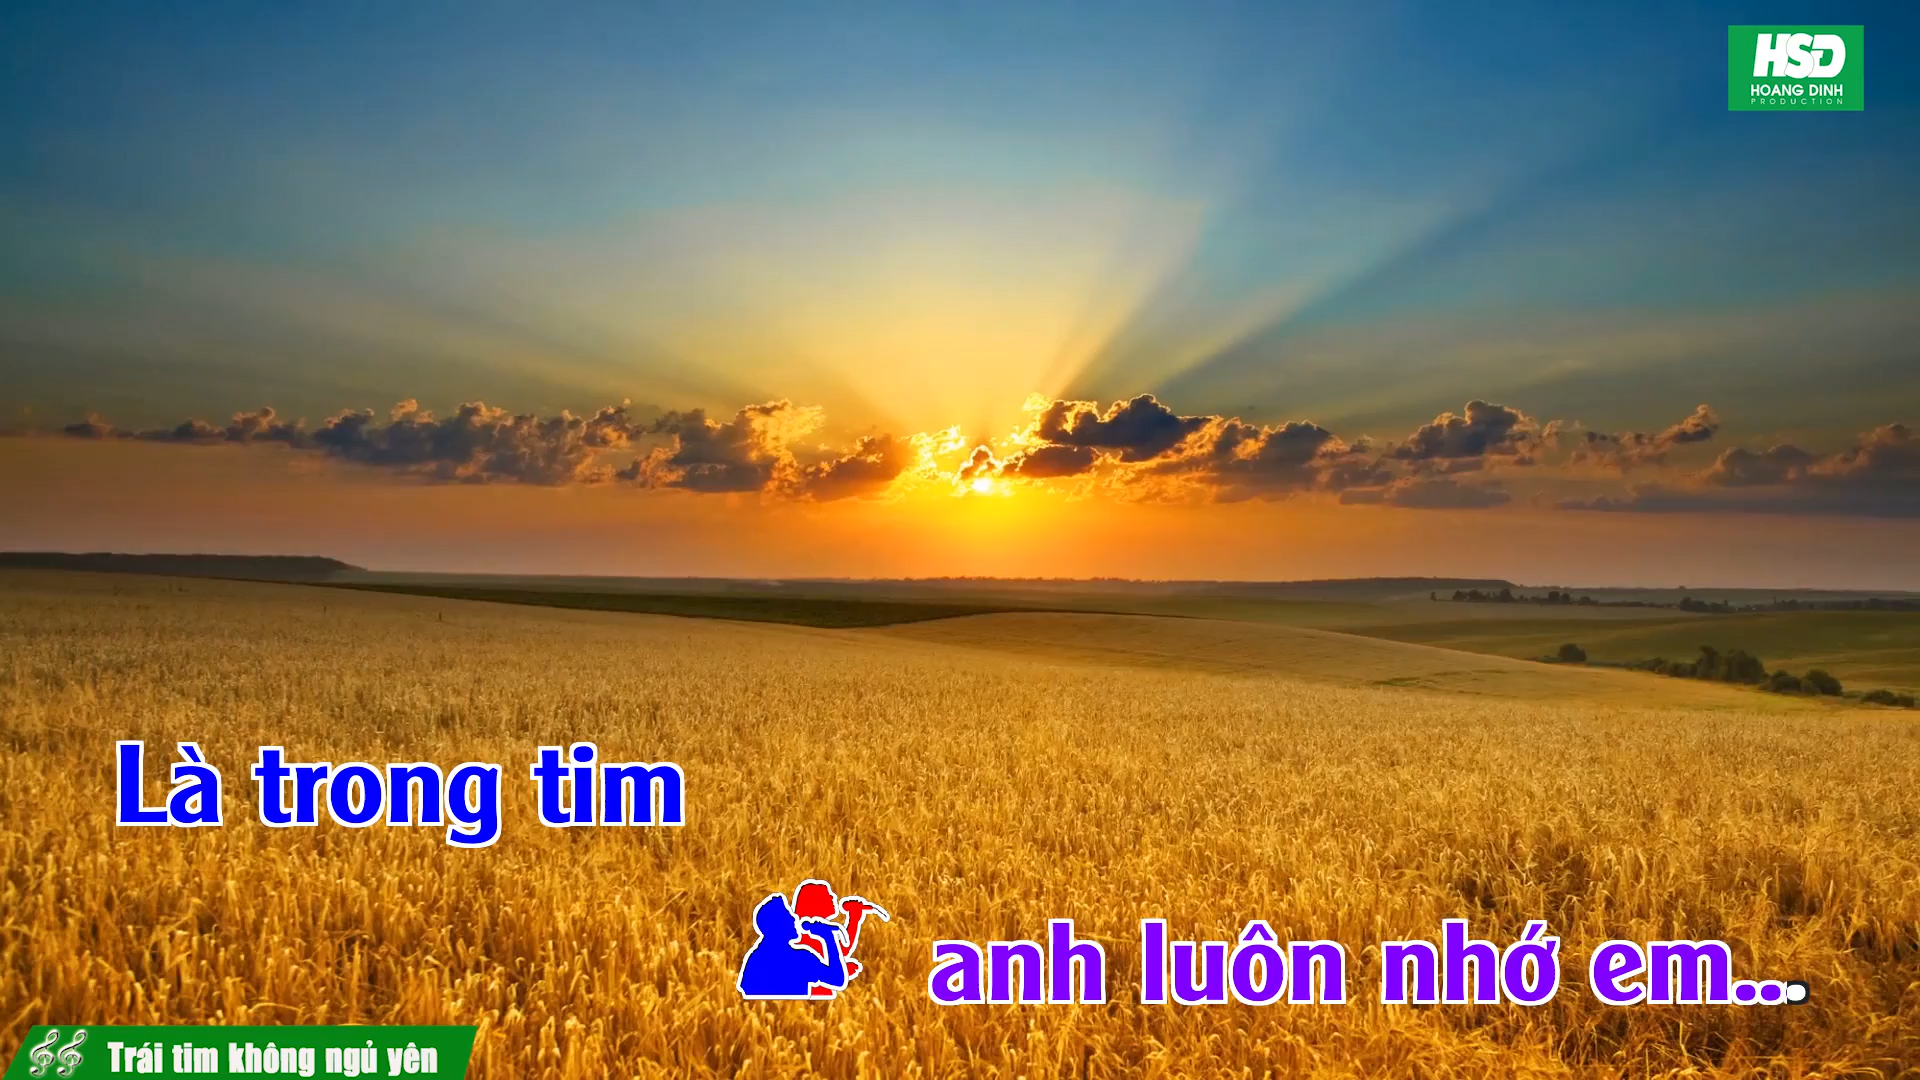 HSD
HOANG DINH
PRODUCTION
Là trong tim
anh luôn nhớ em...
Trái tim không ngủ yên